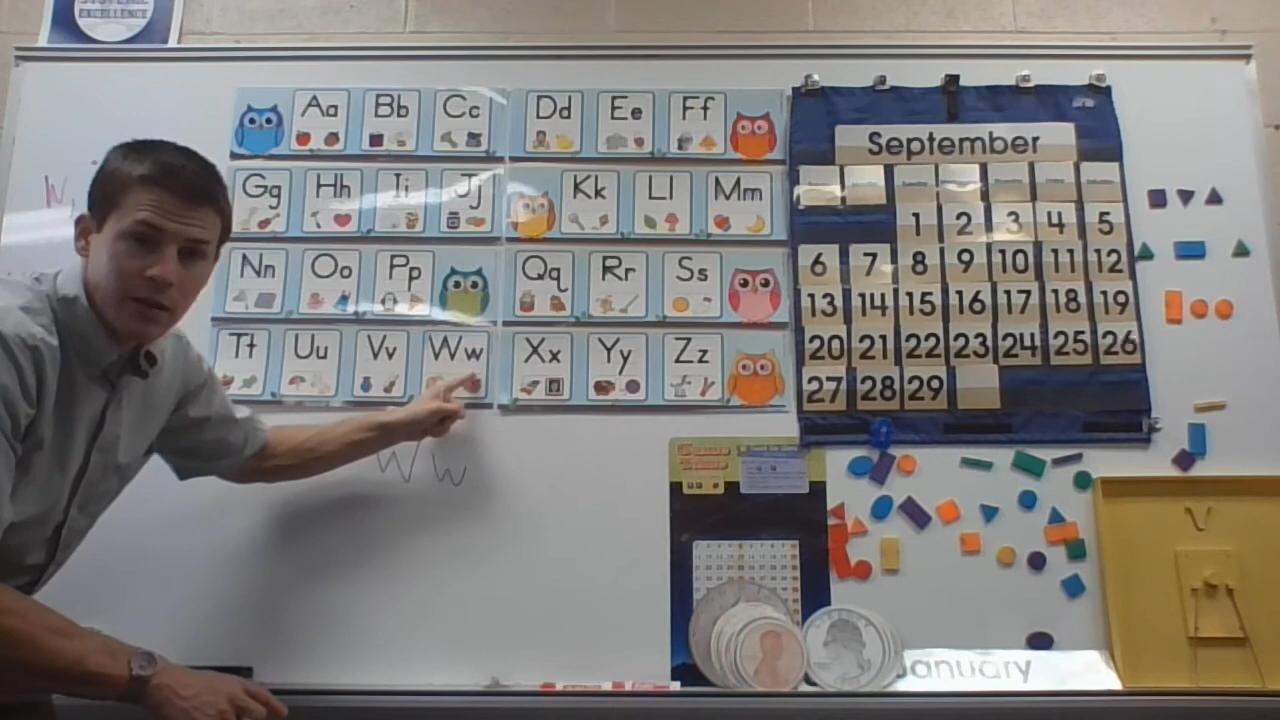 Aa Bb Cc Dd Ee Ff
Gg Hh Ii Jj Kk Ll Mm
Nn Oo Pp Qq Rr Ss
Tt Uu Vv Ww Xx Yy Zz
W w
September
1 2 3 4 5
6 7 8 9 10 11 12
13 14 15 16 17 18 19
20 21 22 23 24 25 26
27 28 29
January